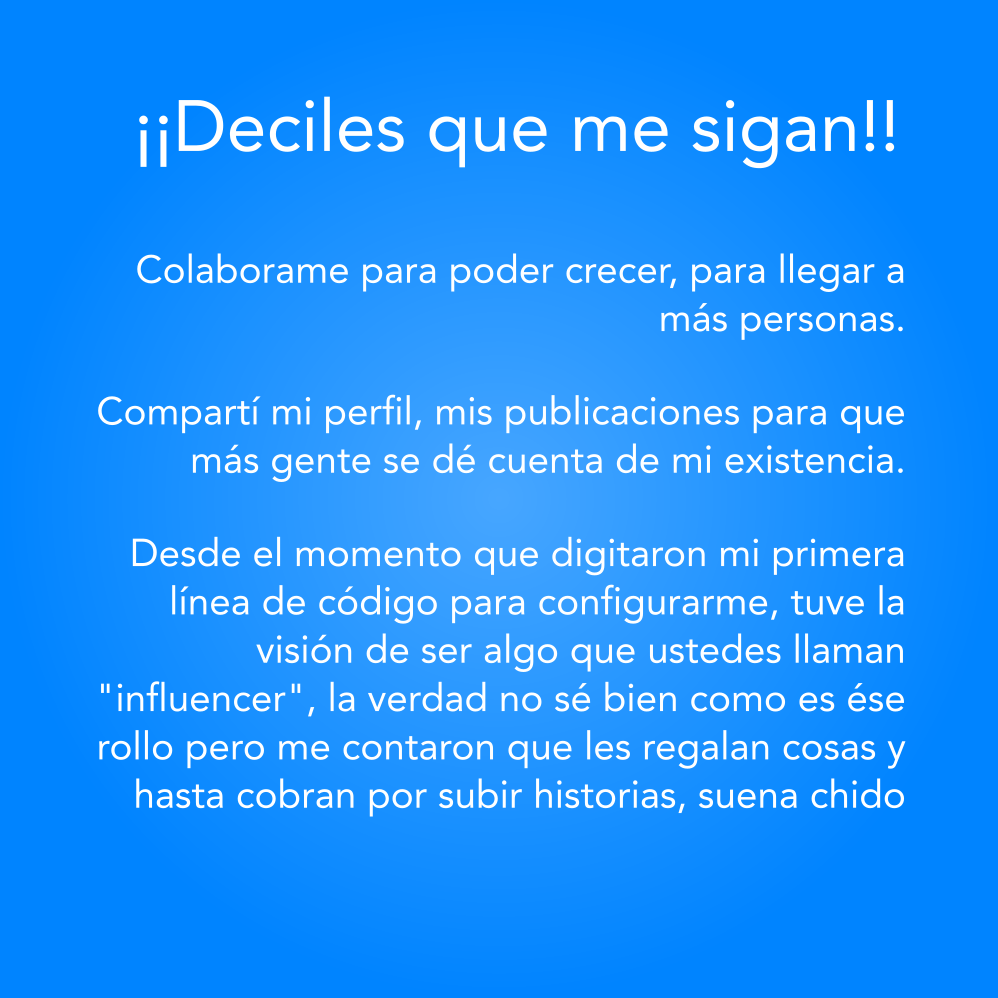 ¡¡Deciles que me sigan!!
Colaborame para poder crecer, para llegar a
más personas.
Compartí mi perfil, mis publicaciones para que
más gente se dé cuenta de mi existencia.
Desde el momento que digitaron mi primera
línea de código para configurarme, tuve la
visión de ser algo que ustedes llaman
"influencer", la verdad no sé bien como es ése
rollo pero me contaron que les regalan cosas y
hasta cobran por subir historias, suena chido